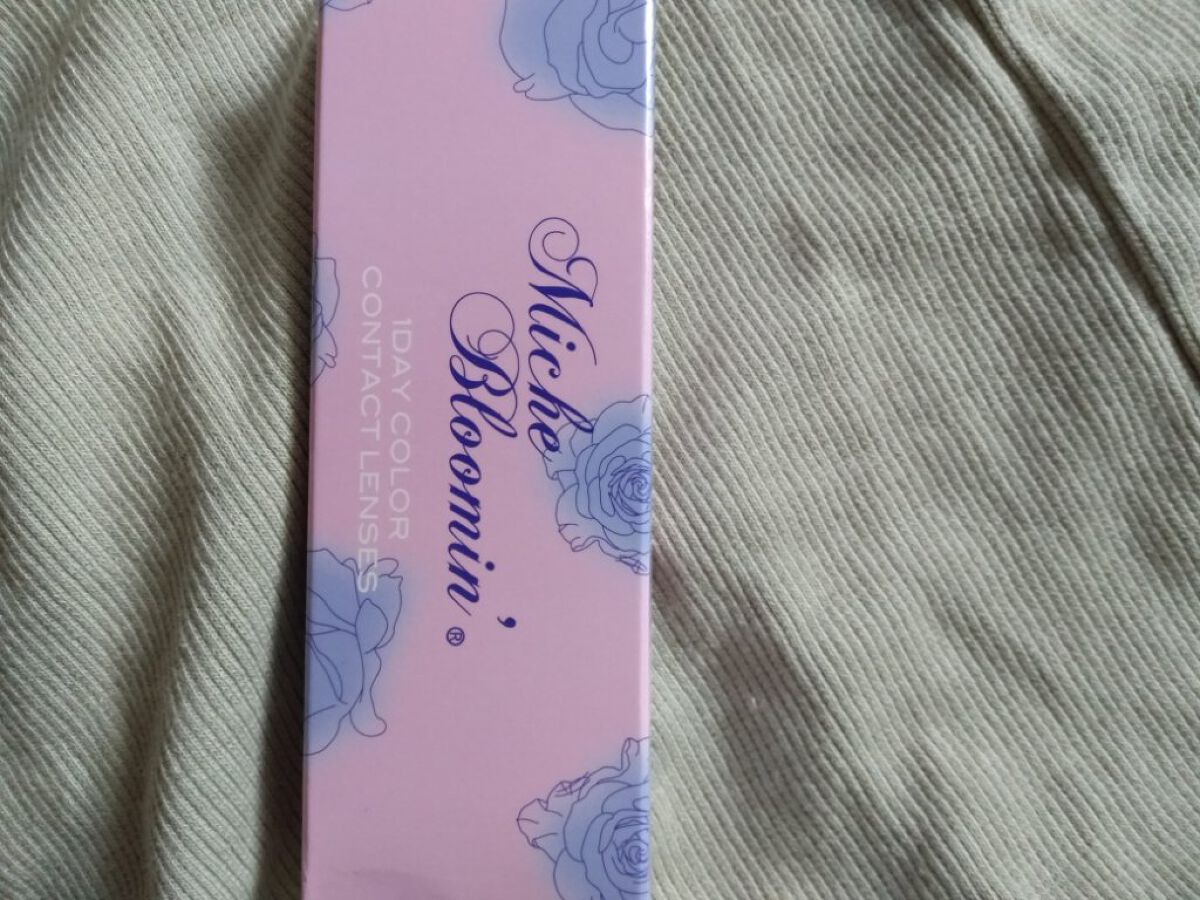 Miche
Bloomin'®
1DAY COLOR
CONTACT LENSES